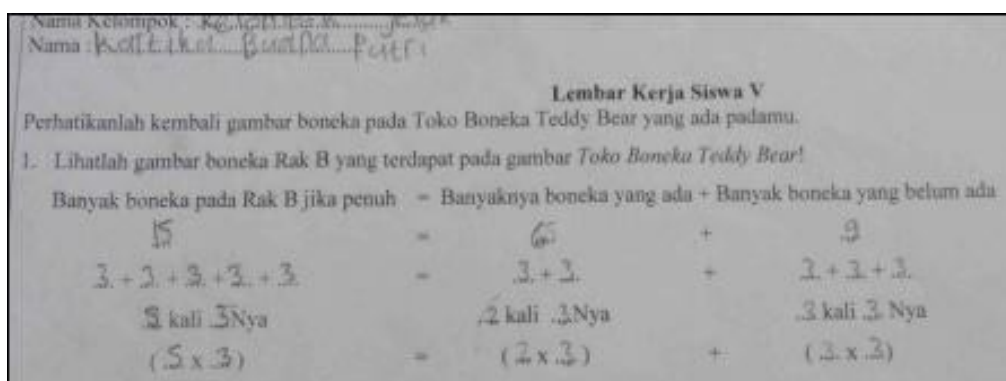 Nama Kelompok :
Nama : Kartika Buana Putri
Lembar Kerja Siswa V
Perhatikanlah kembali gambar boneka pada Toko Boneka Teddy Bear yang ada padamu.
1. Lihatlah gambar boneka Rak B yang terdapat pada gambar Toko Boneka Teddy Bear!
Banyak boneka pada Rak B jika penuh = Banyaknya boneka yang ada + Banyak boneka yang belum ada
15 = 6 + 9
3 + 3 + 3 + 3 + 3 = 3 + 3 + 3 + 3 + 3
5 kali 3 Nya 2 kali 3 Nya 3 kali 3 Nya
(5 x 3) = (2 x 3) + (3 x 3)